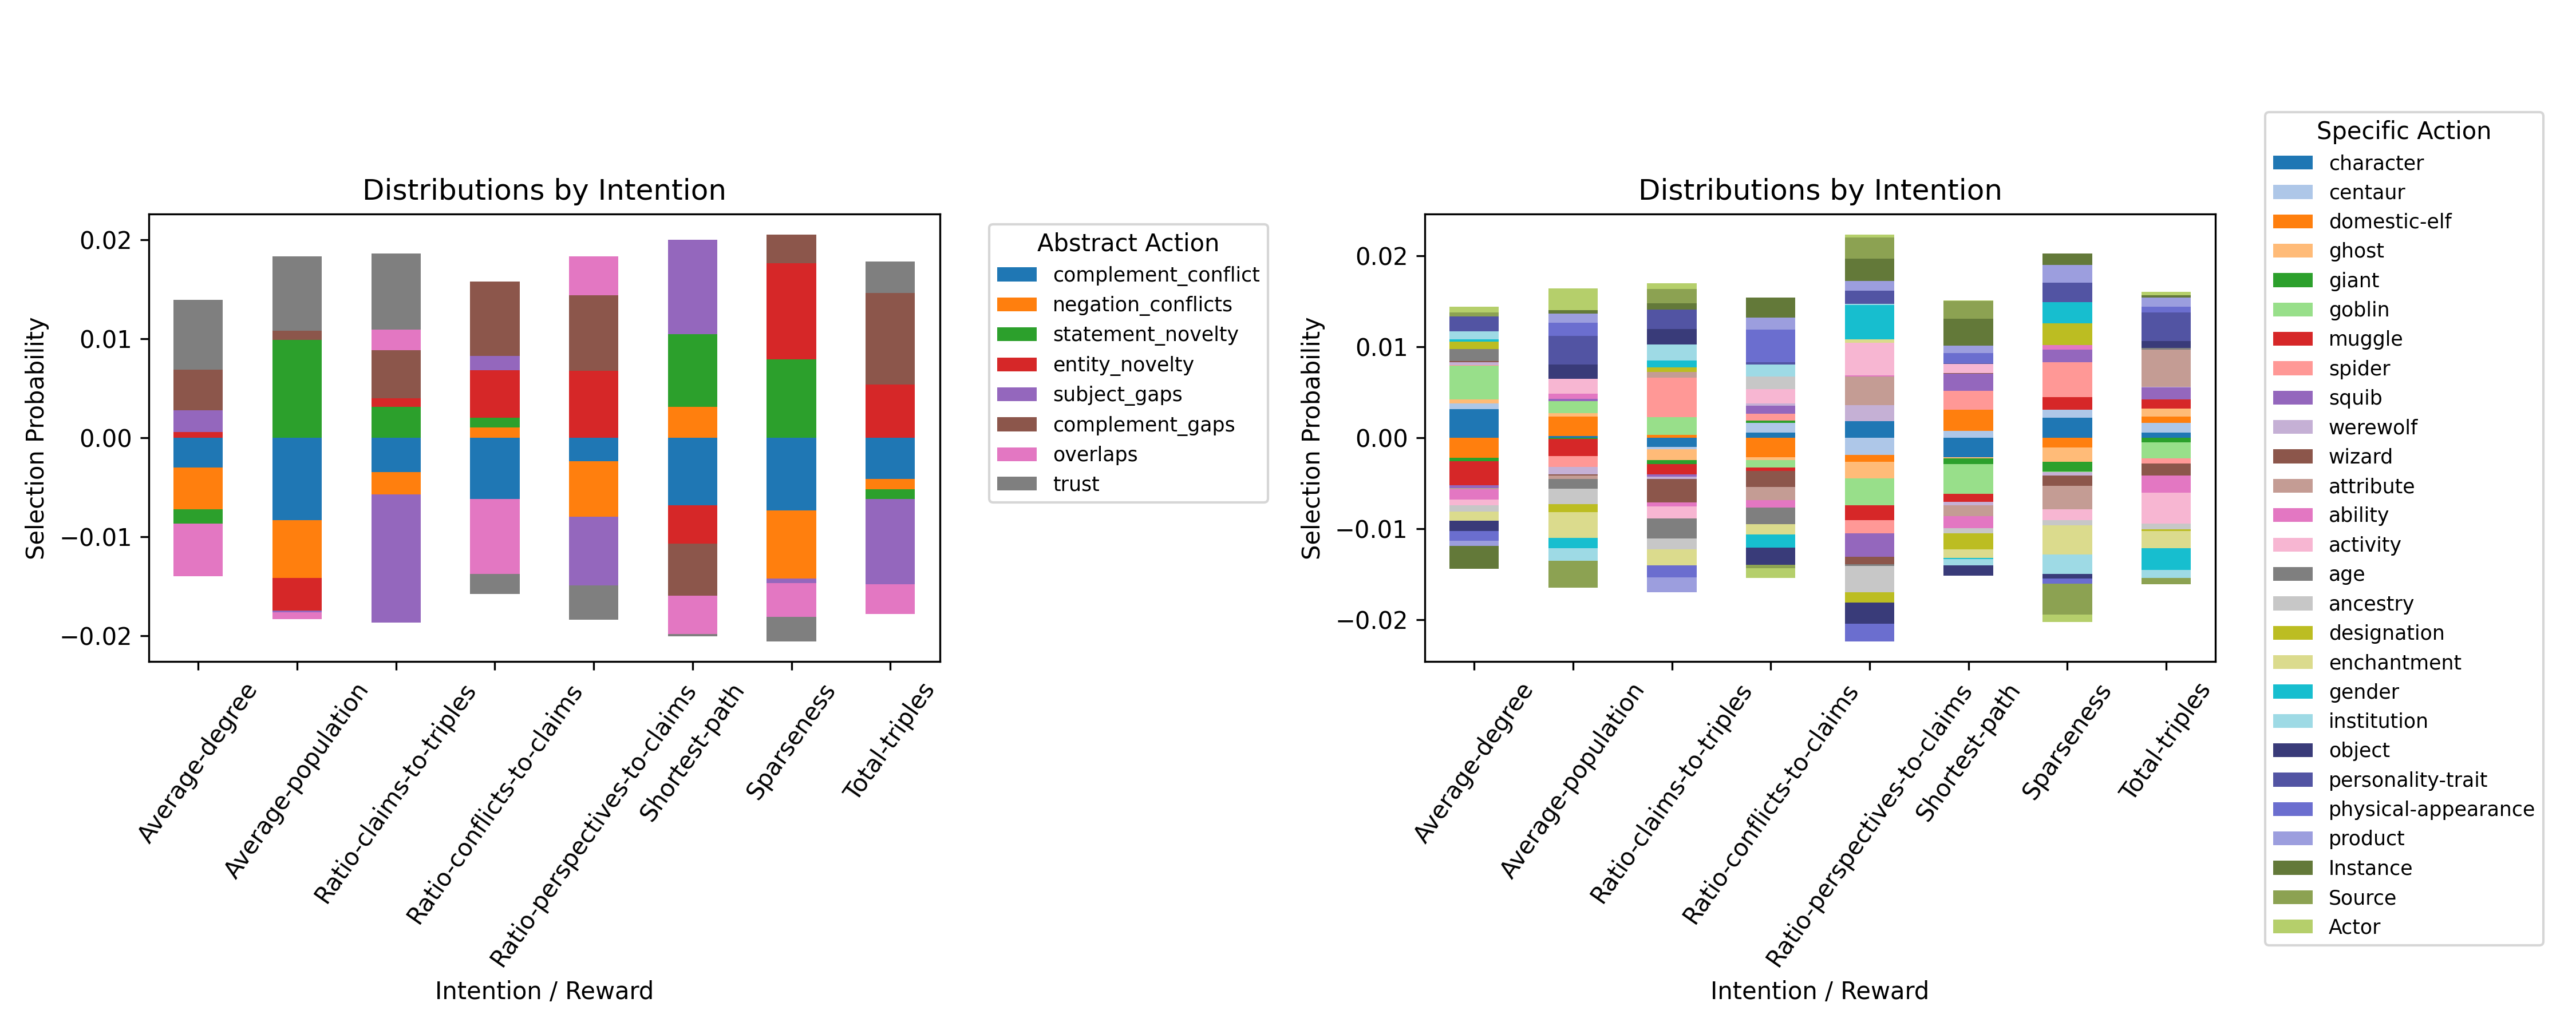 Distributions by Intention
Selection Probability
0.02
0.01
0.00
−0.01
−0.02
Average-degree
Average-population
Ratio-claims-to-triples
Ratio-conflicts-to-claims
Ratio-perspectives-to-claims
Shortest-path
Sparseness
Total-triples
Intention / Reward
Abstract Action
complement_conflict
negation_conflicts
statement_novelty
entity_novelty
subject_gaps
complement_gaps
overlaps
trust
Distributions by Intention
Selection Probability
0.02
0.01
0.00
−0.01
−0.02
Average-degree
Average-population
Ratio-claims-to-triples
Ratio-conflicts-to-claims
Ratio-perspectives-to-claims
Shortest-path
Sparseness
Total-triples
Intention / Reward
Specific Action
character
centaur
domestic-elf
ghost
giant
goblin
muggle
spider
squib
werewolf
wizard
attribute
ability
activity
age
ancestry
designation
enchantment
gender
institution
object
personality-trait
physical-appearance
product
Instance
Source
Actor